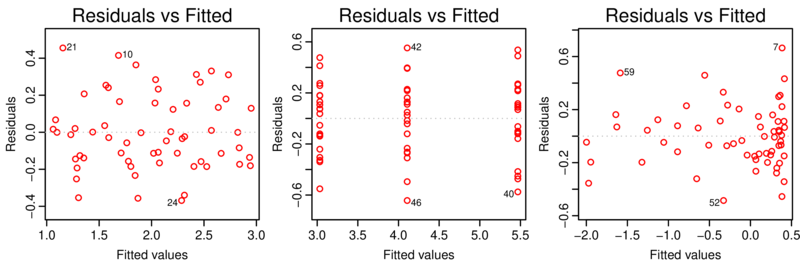 Residuals vs Fitted
Residuals
0.4
0.2
0.0
−0.2
−0.4
21
10
24
1.0 1.5 2.0 2.5 3.0
Fitted values
Residuals vs Fitted
Residuals
0.6
0.2
−0.2
−0.6
42
46
40
3.0 3.5 4.0 4.5 5.0 5.5
Fitted values
Residuals vs Fitted
Residuals
0.6
0.2
−0.2
−0.6
7
59
52
−2.0 −1.5 −1.0 −0.5 0.0 0.5
Fitted values